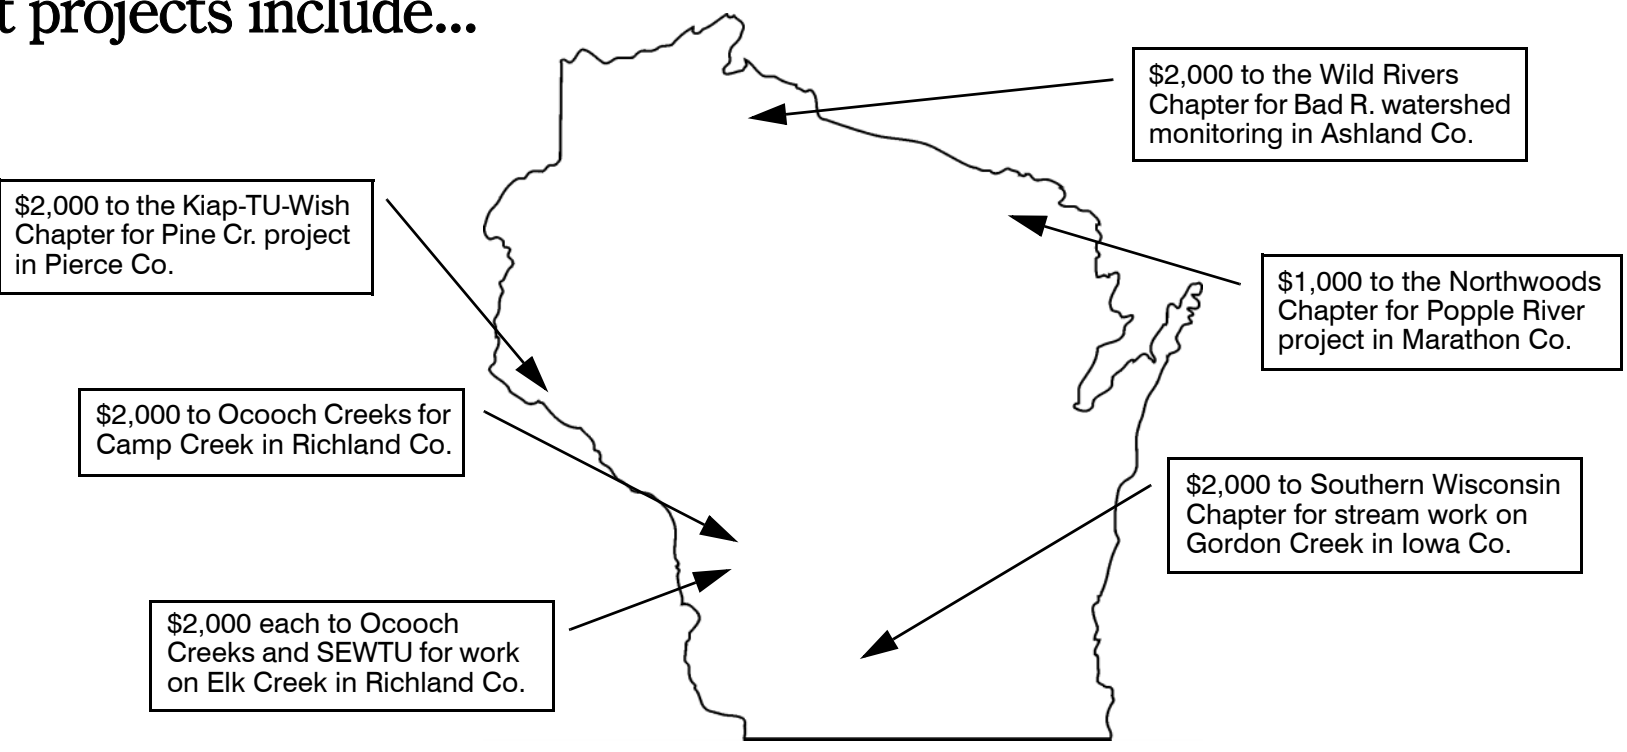 t projects include...
$2,000 to the Wild Rivers
Chapter for Bad R. watershed
monitoring in Ashland Co.
$2,000 to the Kiap-TU-Wish
Chapter for Pine Cr. project
in Pierce Co.
$1,000 to the Northwoods
Chapter for Popple River
project in Marathon Co.
$2,000 to Ocooch Creeks for
Camp Creek in Richland Co.
$2,000 to Southern Wisconsin
Chapter for stream work on
Gordon Creek in Iowa Co.
$2,000 each to Ocooch
Creeks and SEWTU for work
on Elk Creek in Richland Co.